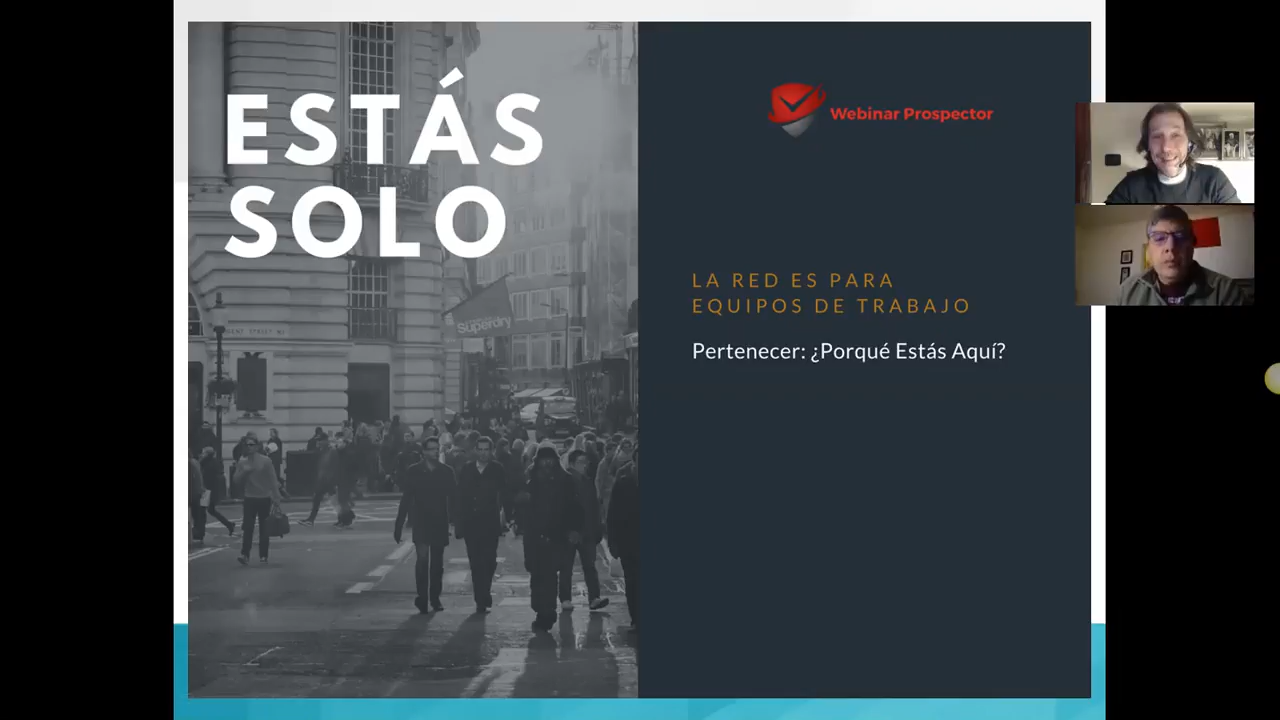 ESTÁS
SOLO
Superdry
Webinar Prospector
LA RED ES PARA
EQUIPOS DE TRABAJO
Pertenecer: ¿Porqué Estás Aquí?